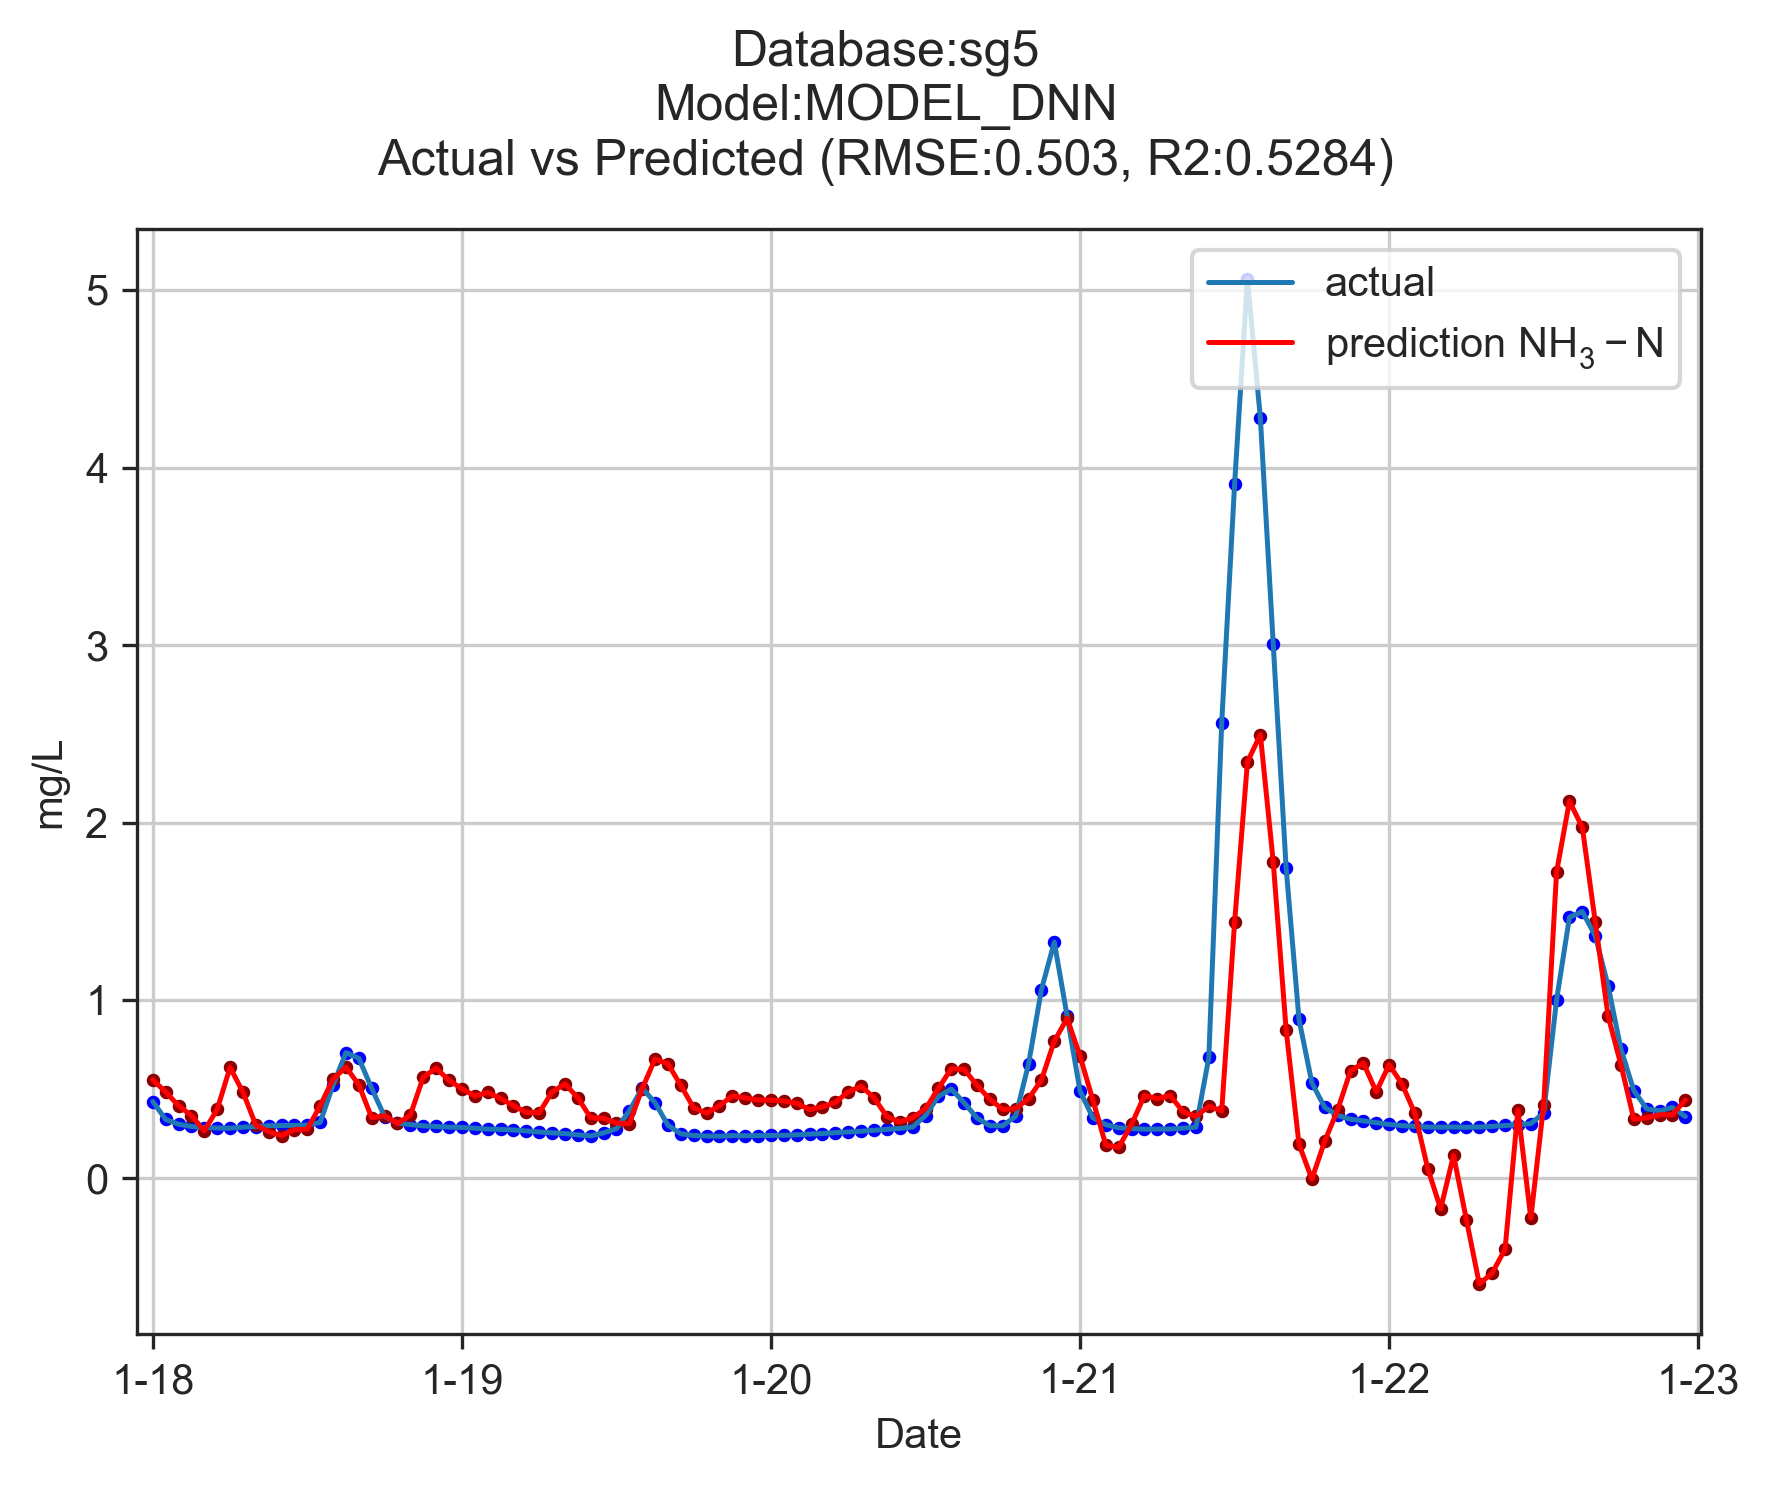 Database:sg5
Model:MODEL_DNN
Actual vs Predicted (RMSE:0.503, R2:0.5284)
actual
prediction NH₃ − N
5
4
3
2
1
0
mg/L
1-18 1-19 1-20 1-21 1-22 1-23
Date